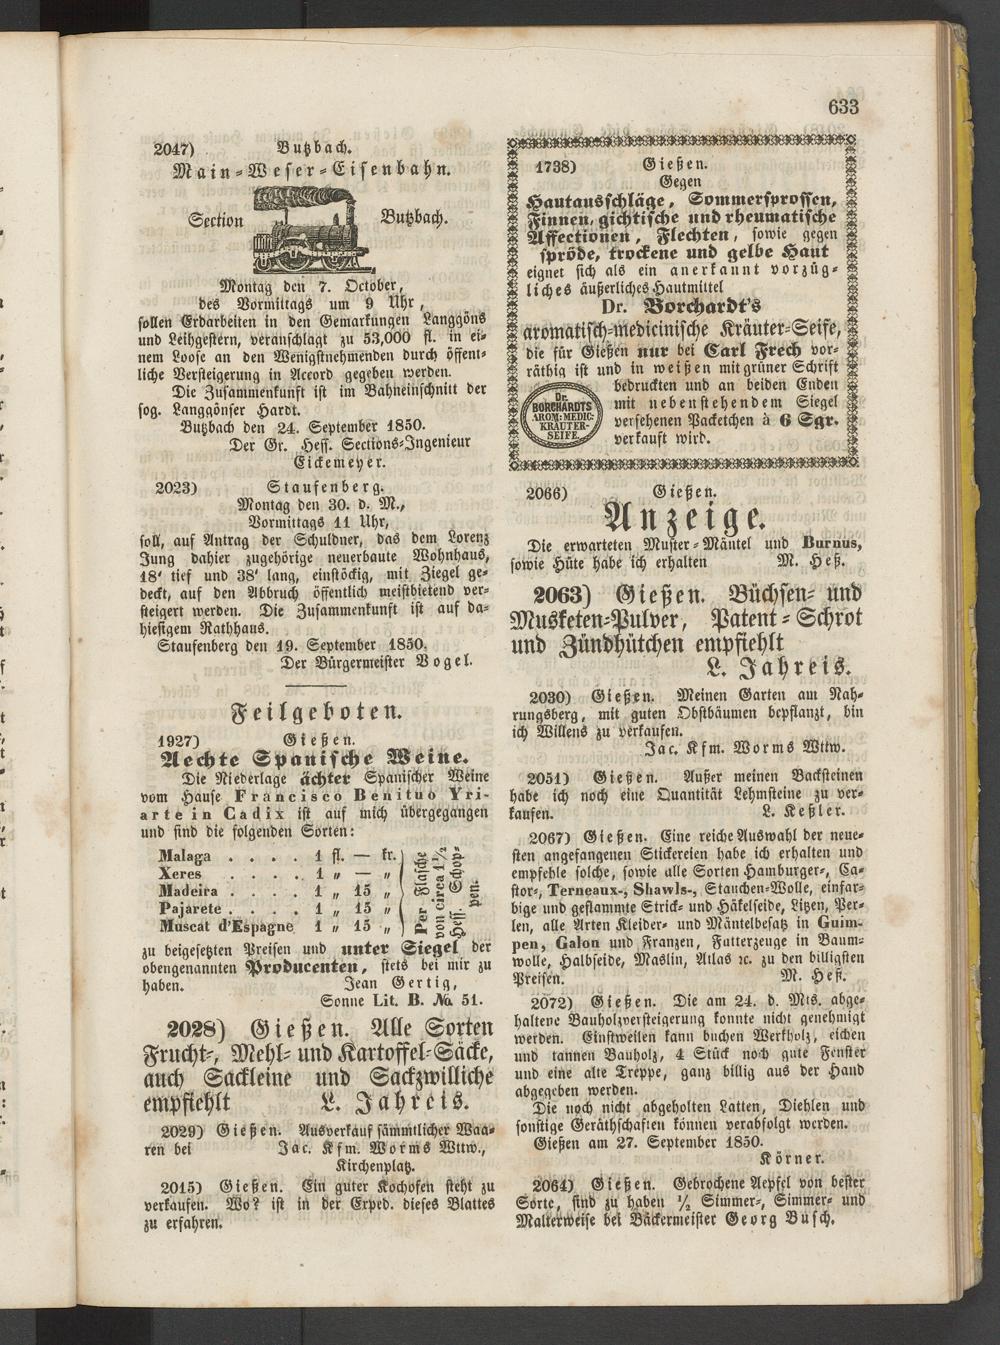 633
2047) Butzbach.
Main-Weser-Eisenbahn.
Section Butzbach.
Montag den 7. October,
des Vormittags um 9 Uhr,
sollen Erdarbeiten in den Gemarkungen Langgöns
und Leihgestern, veranschlagt zu 53,000 fl. in ei-
nem Loose an den Wenigstnehmenden durch öffent-
liche Versteigerung in Accord gegeben werden.
Die Zusammenkunft ist im Bahneinschnitt der
sog. Langgönser Hardt.
Butzbach den 24. September 1850.
Der Gr. Hess. Sections-Ingenieur
Eickemeyer.
2023) Staufenberg.
Montag den 30. d. M.,
Vormittags 11 Uhr,
soll, auf Antrag der Schuldner, das dem Lorenz
Jung dahier zugehörige neuerbaute Wohnhaus,
18' tief und 38' lang, einstöckig, mit Ziegel ge-
deckt, auf den Abbruch öffentlich meistbietend ver-
steigert werden. Die Zusammenkunft ist auf da-
hiesigem Rathhaus.
Staufenberg den 19. September 1850.
Der Bürgermeister Vogel.
Feilgeboten.
1927) Gießen.
Aechte Spanische Weine.
Die Niederlage ächter Spanischer Weine
vom Hause Francisco Benituo Yri-
arte in Cadix ist auf mich übergegangen
und sind die folgenden Sorten:
Malaga . . . . 1 fl. — kr.
Xeres . . . . 1 „ — „
Madeira . . . . 1 „ 15 „
Pajarete . . . . 1 „ 15 „
Muscat d'Espagne 1 „ 15 „
Per Flasche
von circa 1½
Hess. Schop-
pen.
zu beigesetzten Preisen und unter Siegel der
obengenannten Producenten, stets bei mir zu
haben. Jean Gertig,
Sonne Lit. B. № 51.
2028) Gießen. Alle Sorten
Frucht-, Mehl- und Kartoffel-Säcke,
auch Sackleine und Sackzwilliche
empfiehlt L. Jahreis.
2029) Gießen. Ausverkauf sämmtlicher Waa-
ren bei Jac. Kfm. Worms Wttw.,
Kirchenplatz.
2015) Gießen. Ein guter Kochofen steht zu
verkaufen. Wo? ist in der Exped. dieses Blattes
zu erfahren.
1738) Gießen.
Gegen
Hautausschläge, Sommersprossen,
Finnen, gichtische und rheumatische
Affectionen, Flechten, sowie gegen
spröde, trockene und gelbe Haut
eignet sich als ein anerkannt vorzüg-
liches äußerliches Hautmittel
Dr. Borchardt's
aromatisch-medicinische Kräuter-Seife,
die für Gießen nur bei Carl Frech vor-
räthig ist und in weißen mit grüner Schrift
bedruckten und an beiden Enden
mit nebenstehendem Siegel
versehenen Packetchen à 6 Sgr.
verkauft wird.
Dr.
BORCHARDTS
AROM: MEDIC:
KRÄUTER-
SEIFE.
2066) Gießen.
Anzeige.
Die erwarteten Muster-Mäntel und Burnus,
sowie Hüte habe ich erhalten M. Heß.
2063) Gießen. Büchsen- und
Musketen-Pulver, Patent-Schrot
und Zündhütchen empfiehlt
L. Jahreis.
2030) Gießen. Meinen Garten am Nah-
rungsberg, mit guten Obstbäumen bepflanzt, bin
ich Willens zu verkaufen.
Jac. Kfm. Worms Wttw.
2051) Gießen. Außer meinen Backsteinen
habe ich noch eine Quantität Lehmsteine zu ver-
kaufen. L. Keßler.
2067) Gießen. Eine reiche Auswahl der neue-
sten angefangenen Stickereien habe ich erhalten und
empfehle solche, sowie alle Sorten Hamburger-, Ca-
stor-, Terneaux-, Shawls-, Stauchen-Wolle, einfar-
bige und geflammte Strick- und Häkelseide, Litzen, Per-
len, alle Arten Kleider- und Mäntelbesatz in Guim-
pen, Galon und Franzen, Futterzeuge in Baum-
wolle, Halbseide, Maslin, Atlas ꝛc. zu den billigsten
Preisen. M. Heß.
2072) Gießen. Die am 24. d. Mts. abge-
haltene Bauholzversteigerung konnte nicht genehmigt
werden. Einstweilen kann buchen Werkholz, eichen
und tannen Bauholz, 4 Stück noch gute Fenster
und eine alte Treppe, ganz billig aus der Hand
abgegeben werden.
Die noch nicht abgeholten Latten, Diehlen und
sonstige Geräthschaften können verabfolgt werden.
Gießen am 27. September 1850.
Körner.
2064) Gießen. Gebrochene Aepfel von bester
Sorte, sind zu haben ½ Simmer-, Simmer- und
Malterweise bei Bäckermeister Georg Busch.